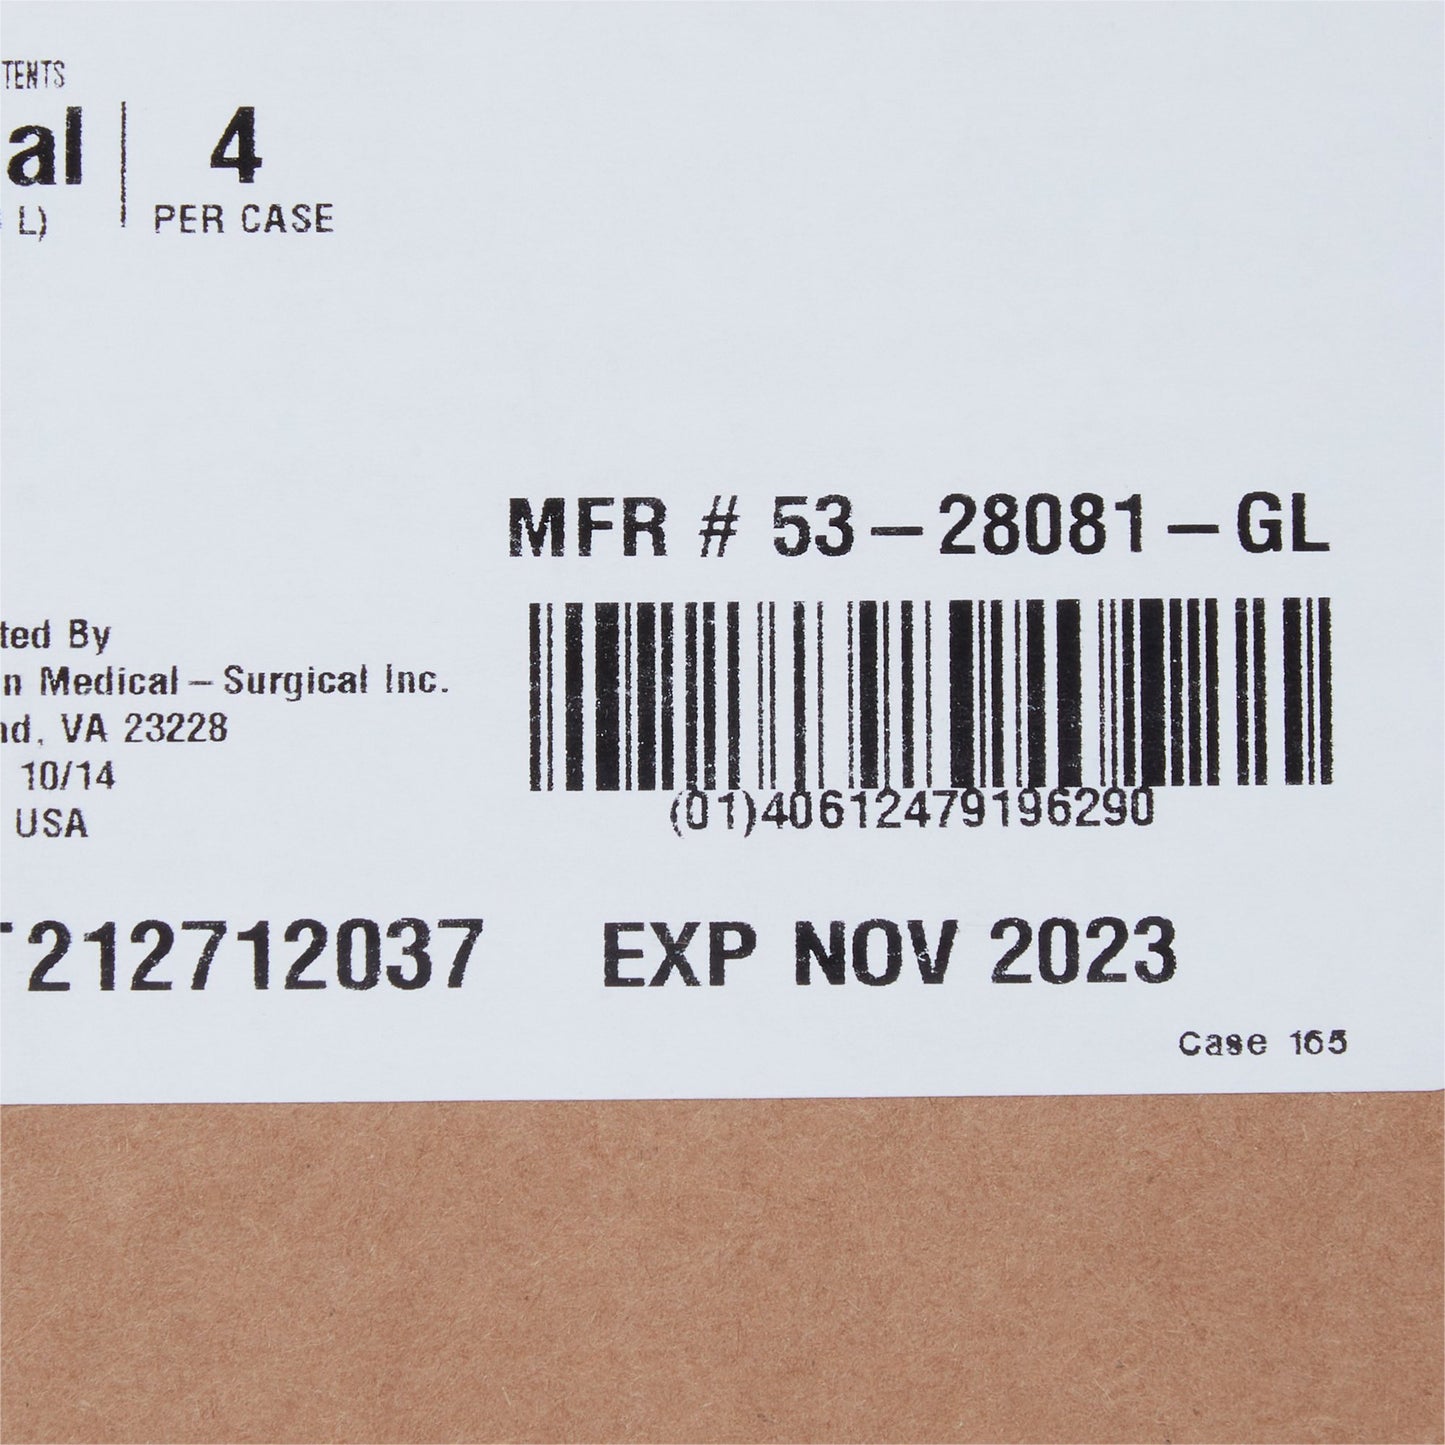 TENTS
al | 4
L) PER CASE
MFR # 53-28081-GL
ted By
n Medical-Surgical Inc.
nd, VA 23228
10/14
USA
(01)40612479196290
T212712037 EXP NOV 2023
Case 165